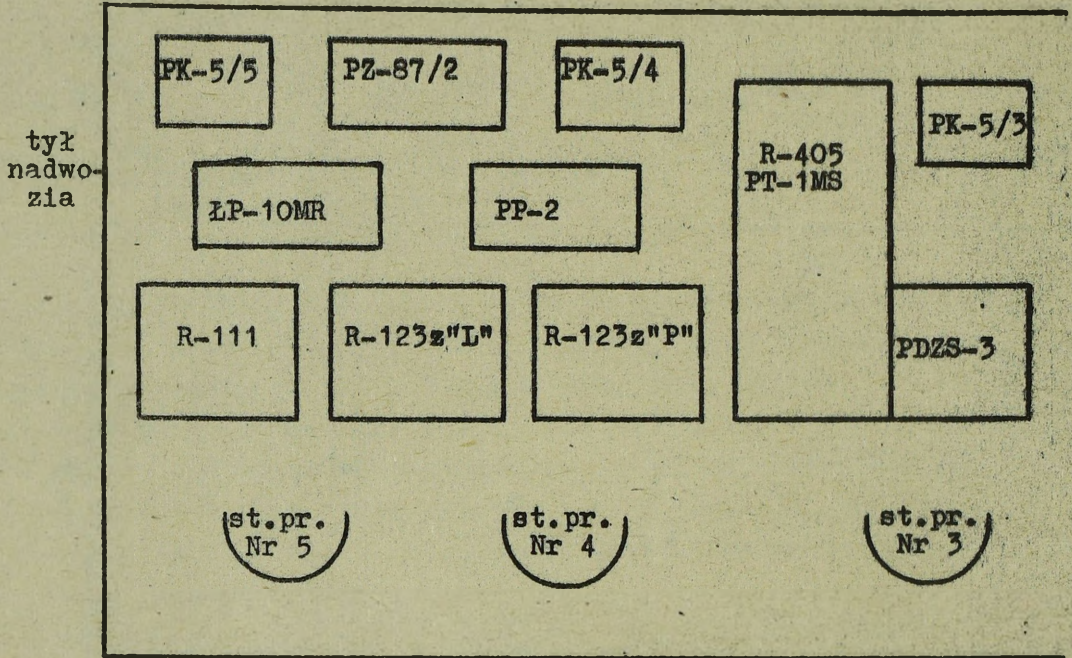 PK-5/5
PZ-87/2
PK-5/4
R-405
PT-1MS
PK-5/3
tył
nadwo-
zia
ŁP-10MR
PP-2
R-111
R-123z"L"
R-123z"P"
PDZS-3
st.pr.
Nr 5
st.pr.
Nr 4
st.pr.
Nr 3